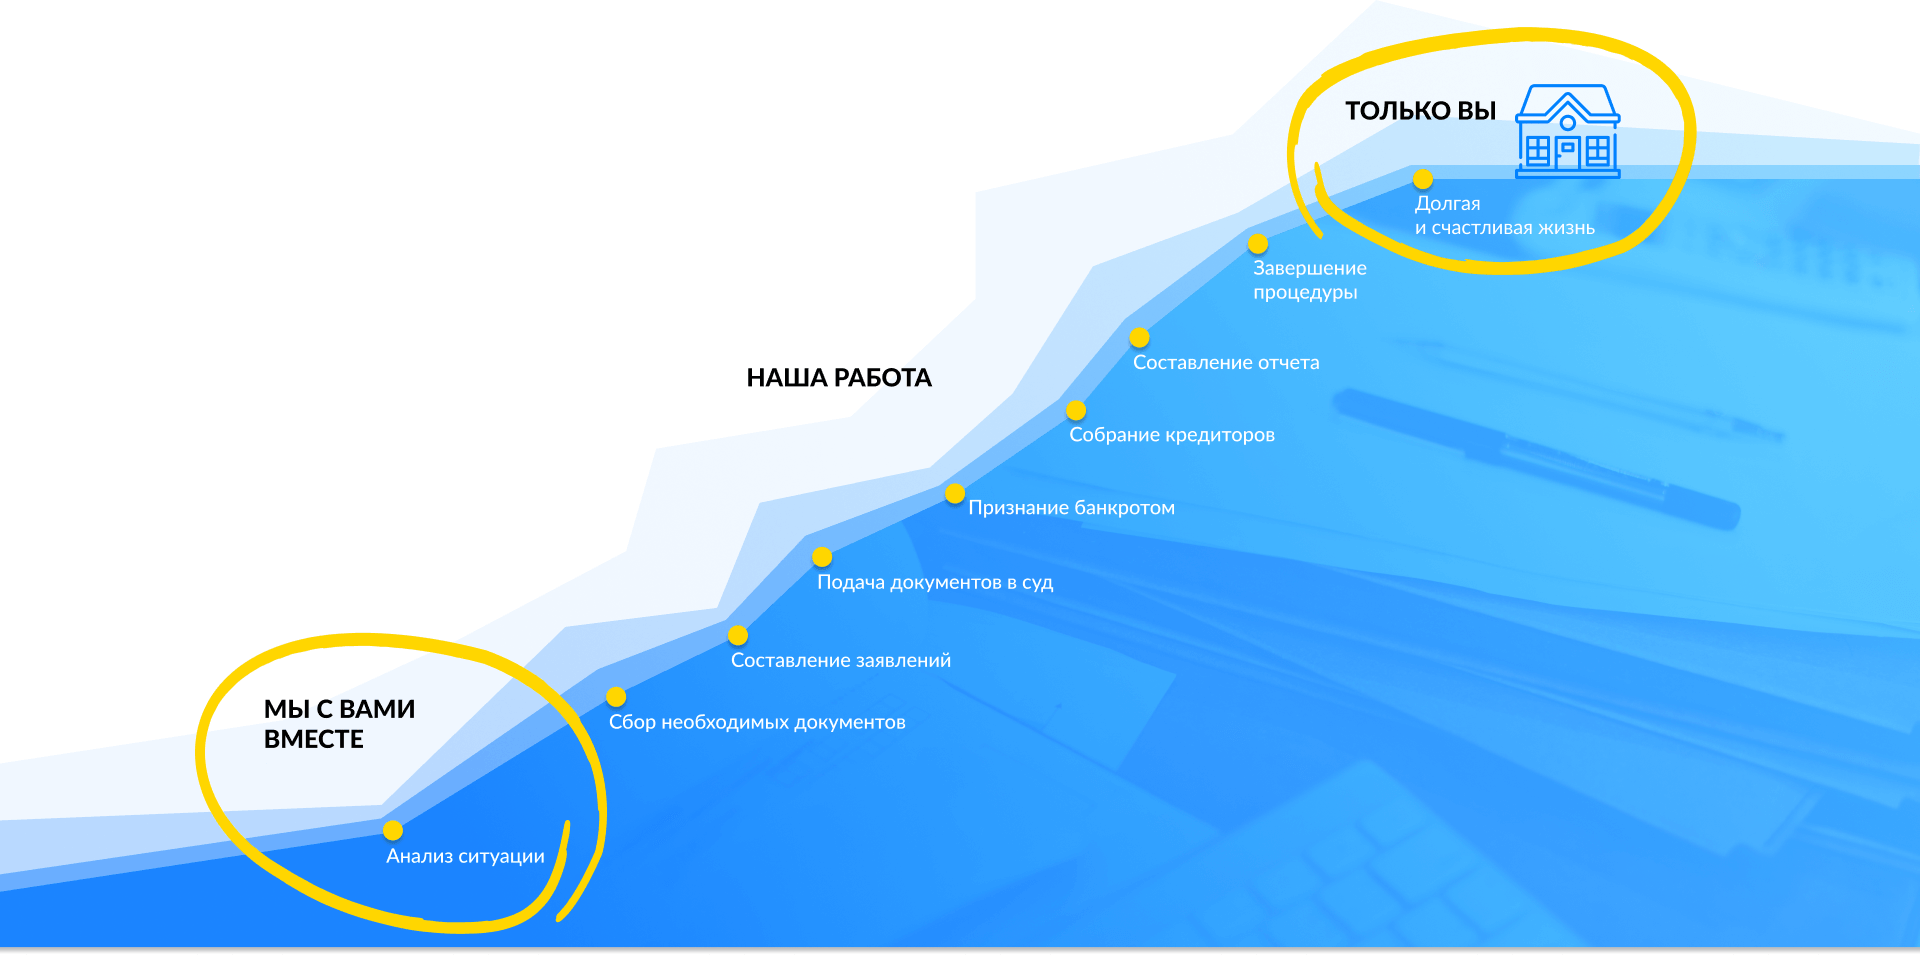 ТОЛЬКО ВЫ
Долгая
и счастливая жизнь
Завершение
процедуры
Составление отчета
НАША РАБОТА
Собрание кредиторов
Признание банкротом
Подача документов в суд
Составление заявлений
МЫ С ВАМИ
ВМЕСТЕ
Сбор необходимых документов
Анализ ситуации